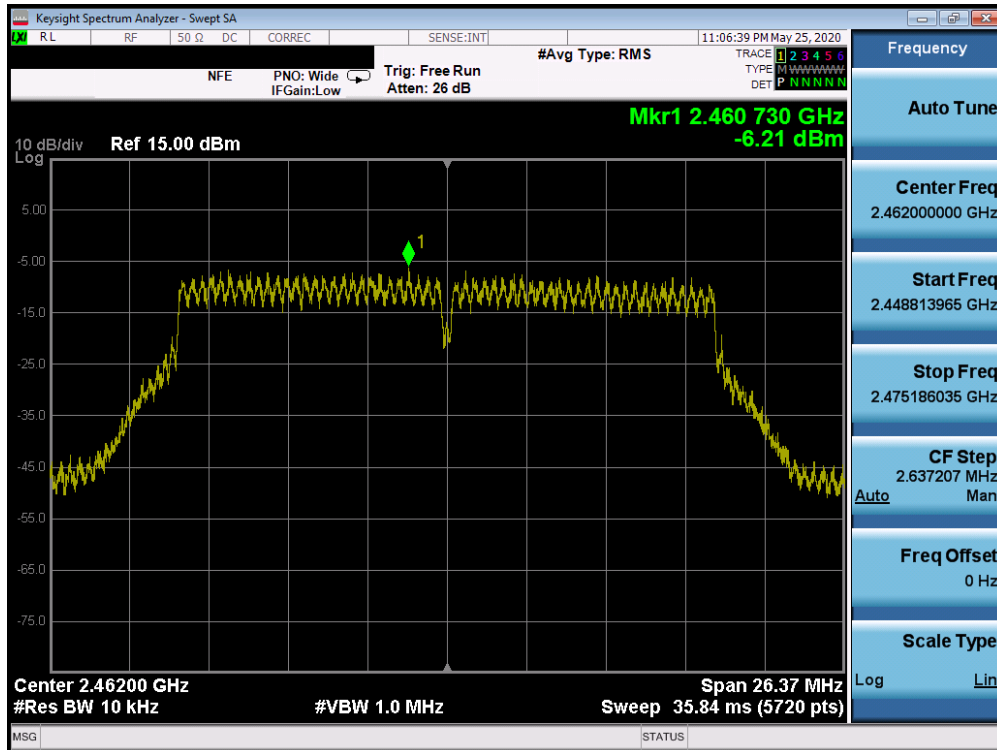 Keysight Spectrum Analyzer - Swept SA
LXI RL RF 50 Ω DC CORREC SENSE:INT 11:06:39 PM May 25, 2020
#Avg Type: RMS TRACE 1 2 3 4 5 6
NFE PNO: Wide Trig: Free Run TYPE M WWWWW
IFGain:Low Atten: 26 dB DET P N N N N N
Mkr1 2.460 730 GHz
-6.21 dBm
10 dB/div Ref 15.00 dBm
Log
5.00
1
-5.00
-15.0
-25.0
-35.0
-45.0
-55.0
-65.0
-75.0
Center 2.46200 GHz Span 26.37 MHz
#Res BW 10 kHz #VBW 1.0 MHz Sweep 35.84 ms (5720 pts)
MSG STATUS
Frequency
Auto Tune
Center Freq
2.462000000 GHz
Start Freq
2.448813965 GHz
Stop Freq
2.475186035 GHz
CF Step
2.637207 MHz
Auto Man
Freq Offset
0 Hz
Scale Type
Log Lin